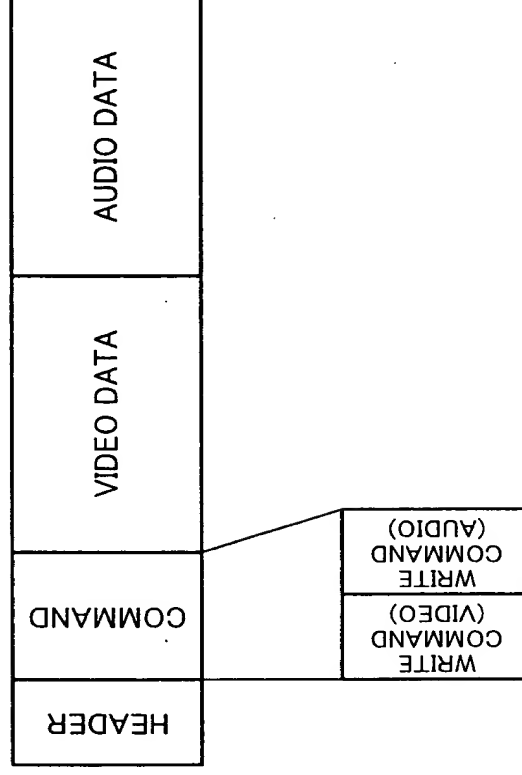 HEADER
COMMAND
VIDEO DATA
AUDIO DATA
WRITE
COMMAND
(VIDEO)
WRITE
COMMAND
(AUDIO)